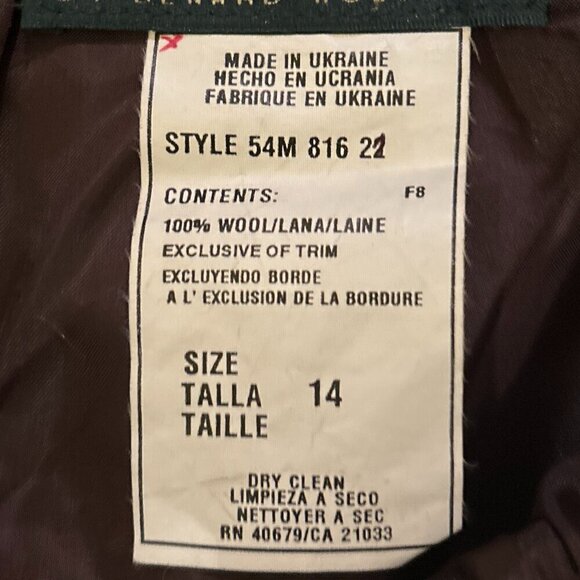 MADE IN UKRAINE
HECHO EN UCRANIA
FABRIQUE EN UKRAINE
STYLE 54M 816 21
CONTENTS: F8
100% WOOL/LANA/LAINE
EXCLUSIVE OF TRIM
EXCLUYENDO BORDE
A L' EXCLUSION DE LA BORDURE
SIZE
TALLA 14
TAILLE
DRY CLEAN
LIMPIEZA A SECO
NETTOYER A SEC
RN 40679/CA 21033